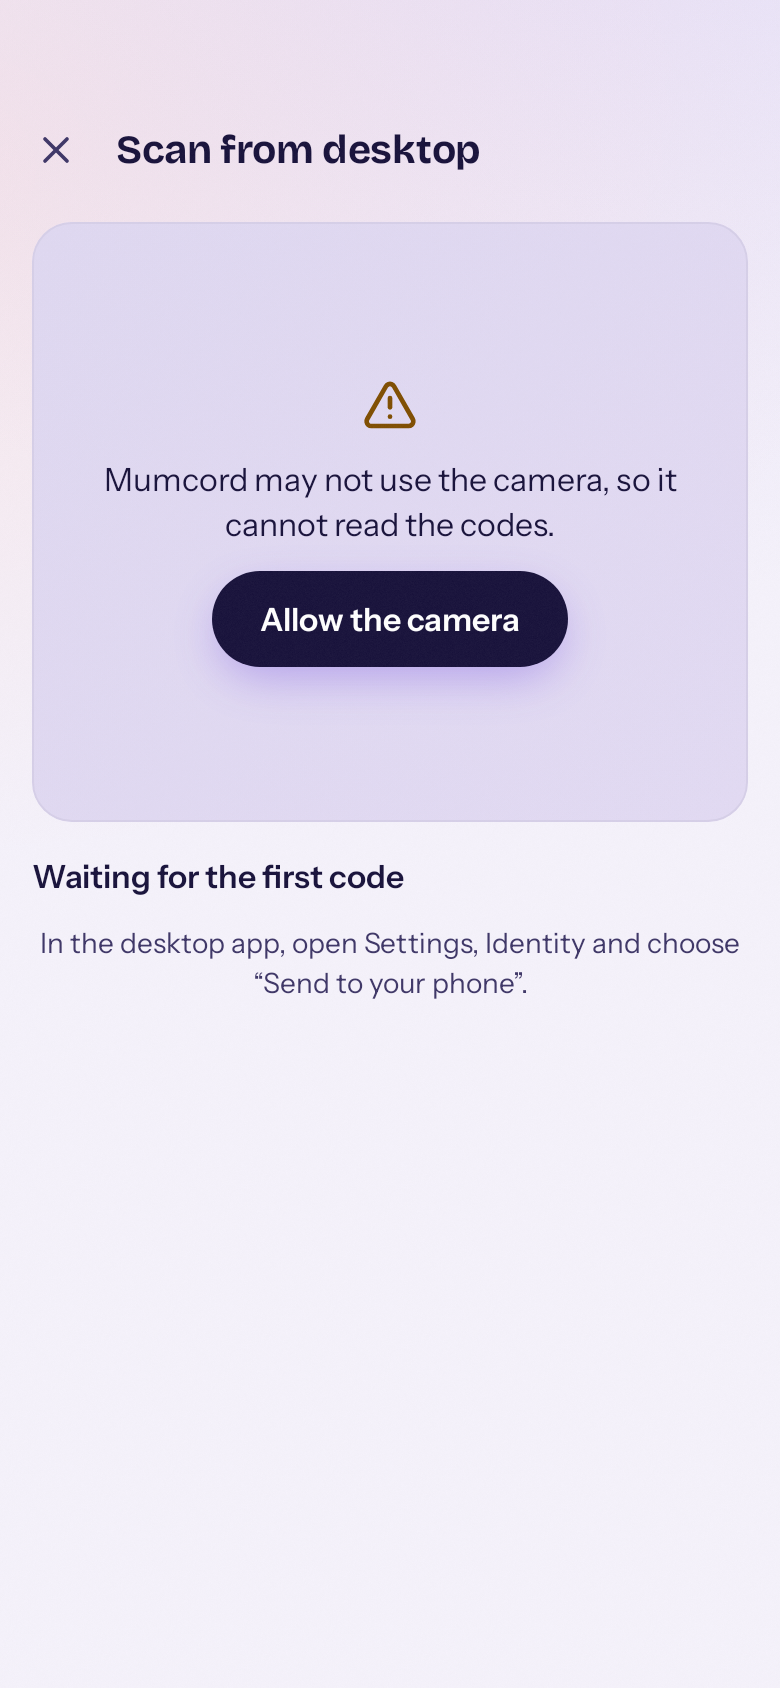 Scan from desktop
Mumcord may not use the camera, so it
cannot read the codes.
Allow the camera
Waiting for the first code
In the desktop app, open Settings, Identity and choose
“Send to your phone”.